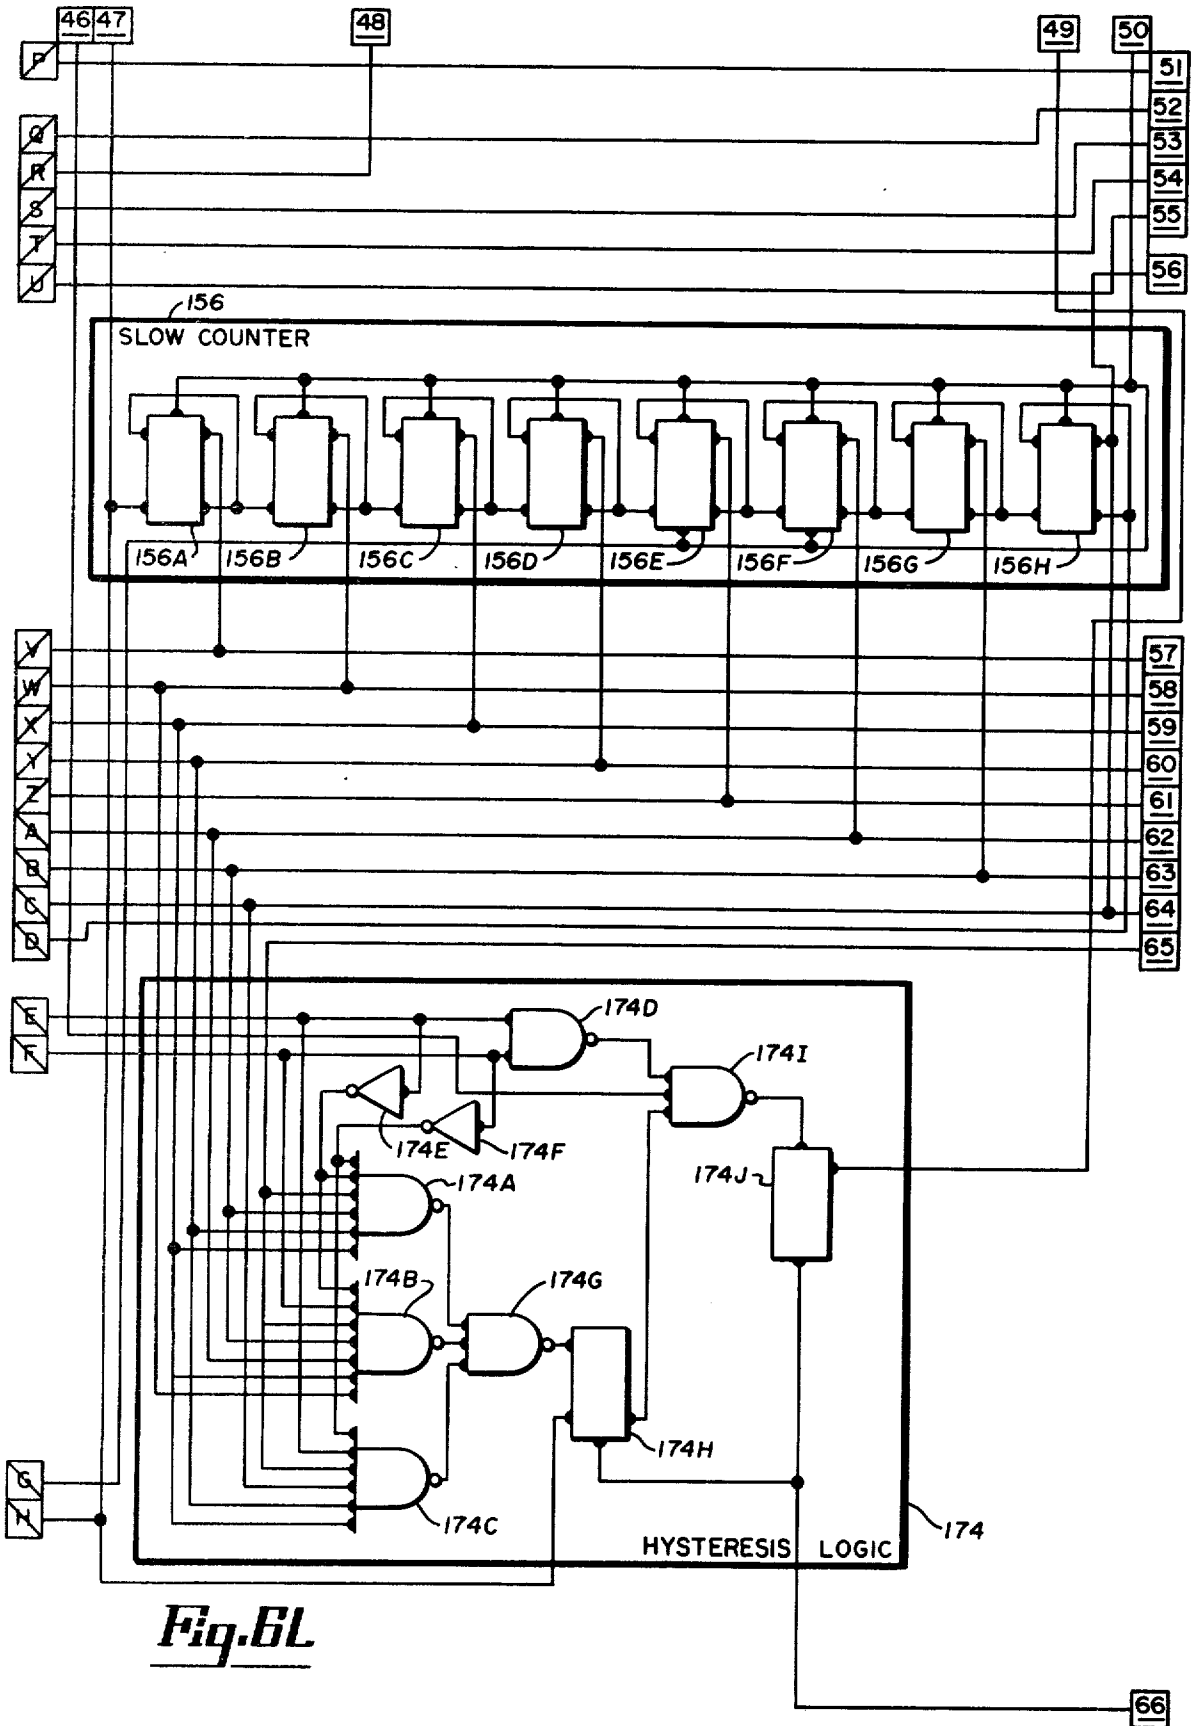 46 47 48 49 50
P 51
52
Q 53
R 54
S 55
T 56
U
156
SLOW COUNTER
156A 156B 156C 156D 156E 156F 156G 156H
V 57
W 58
X 59
Y 60
Z 61
A 62
B 63
C 64
D 65
E
F
174D
174I
174E 174F
174J
174A
174B 174G
174H
G
H
174C
174
HYSTERESIS LOGIC
Fig. 6L
66